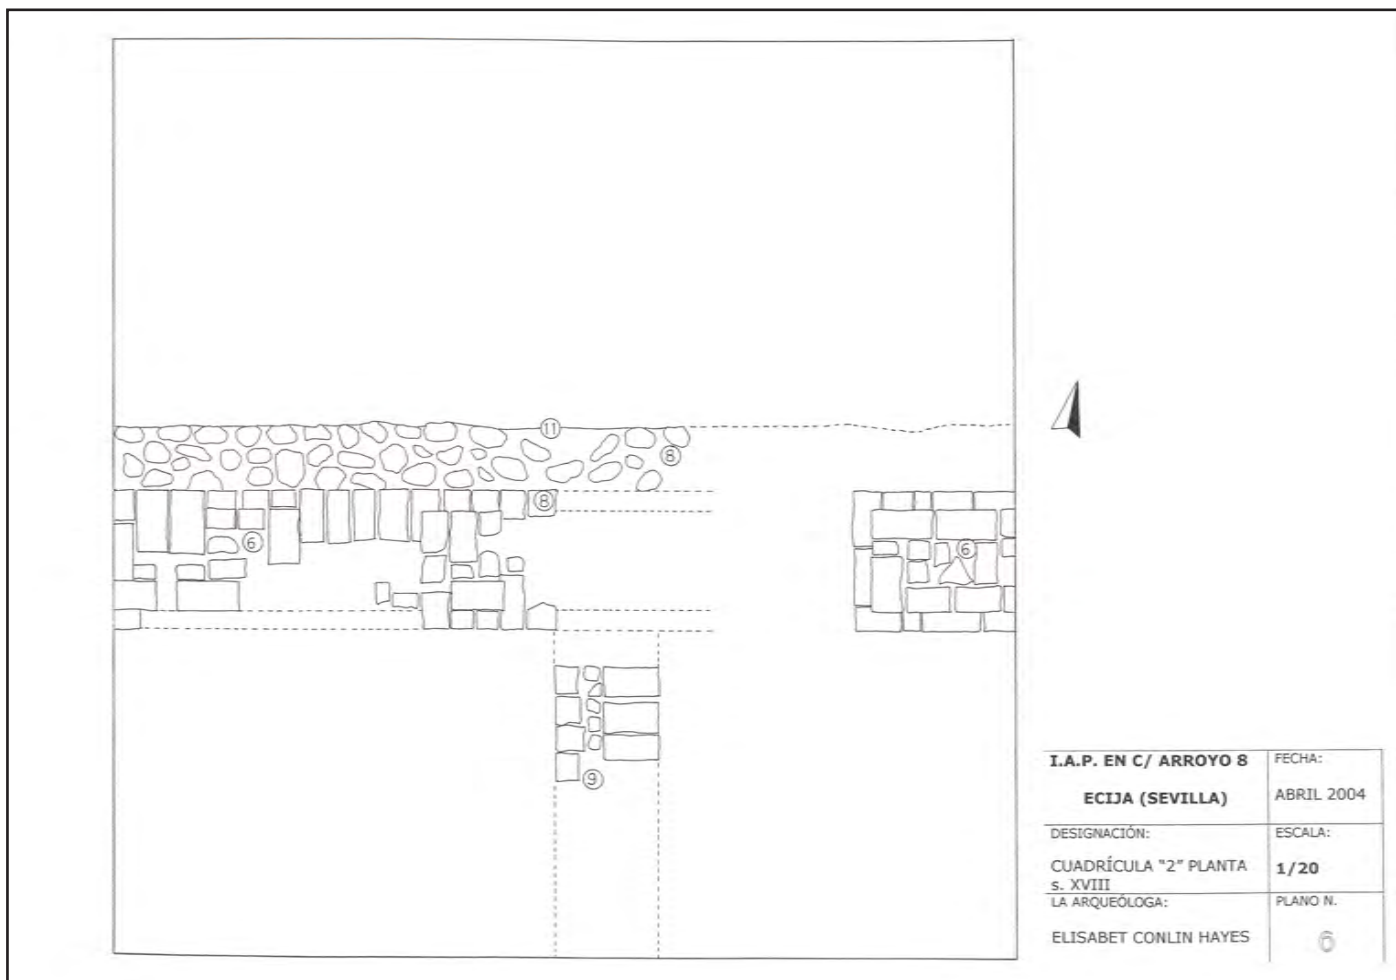 11
8
8
6
6
9
I.A.P. EN C/ ARROYO 8
ECIJA (SEVILLA)
FECHA:
ABRIL 2004
DESIGNACIÓN:
CUADRÍCULA "2" PLANTA
s. XVIII
ESCALA:
1/20
LA ARQUEÓLOGA:
ELISABET CONLIN HAYES
PLANO N.
6